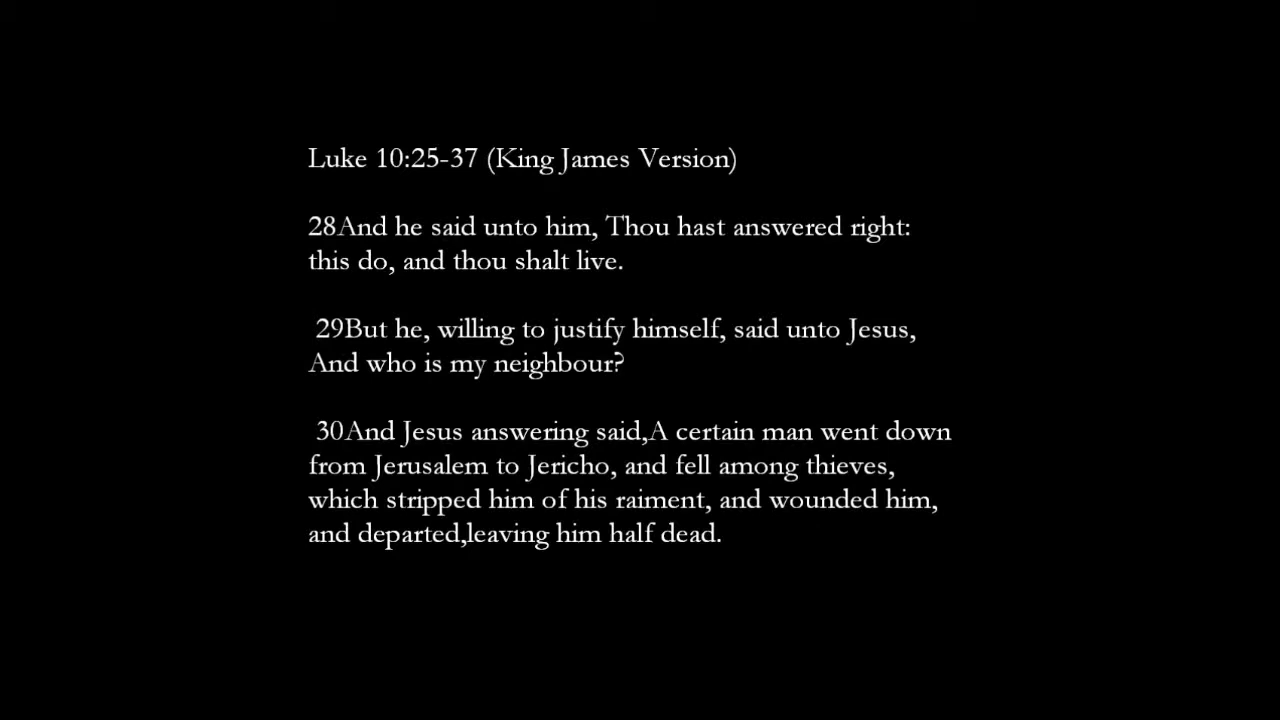 Luke 10:25-37 (King James Version)
28And he said unto him, Thou hast answered right:
this do, and thou shalt live.
29But he, willing to justify himself, said unto Jesus,
And who is my neighbour?
30And Jesus answering said,A certain man went down
from Jerusalem to Jericho, and fell among thieves,
which stripped him of his raiment, and wounded him,
and departed,leaving him half dead.